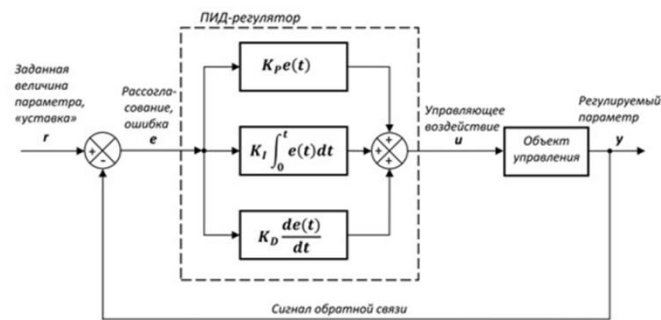 ПИД-регулятор
Заданная
величина
параметра,
«уставка»
r
Рассогла-
сование,
ошибка
e
K_P e(t)
K_I ∫_0^t e(t)dt
K_D de(t)/dt
Управляющее
воздействие
u
Объект
управления
Регулируемый
параметр
y
+
-
+
+
+
Сигнал обратной связи